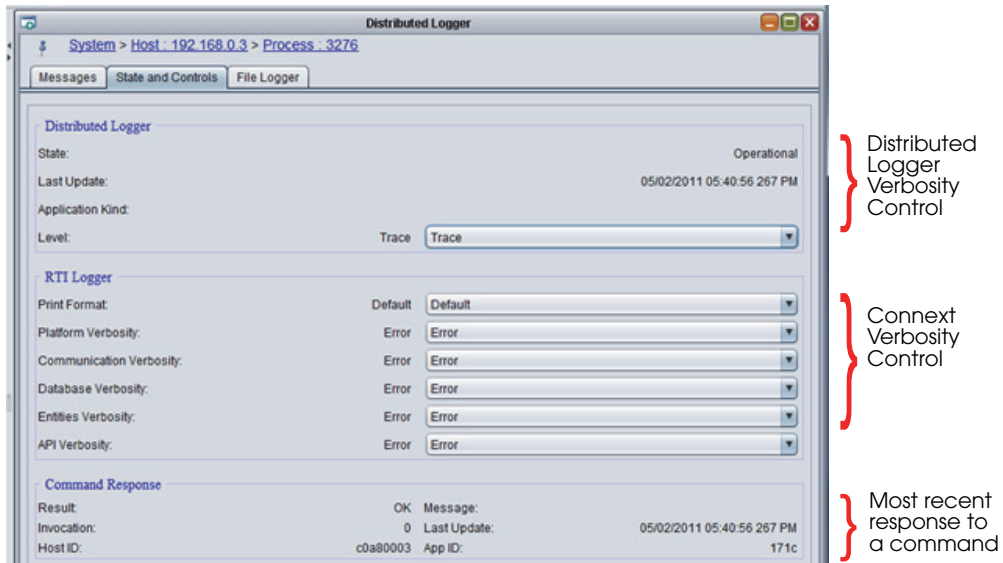 Distributed Logger
System > Host : 192.168.0.3 > Process : 3276
Messages State and Controls File Logger
Distributed Logger
State: Operational
Last Update: 05/02/2011 05:40:56 267 PM
Application Kind:
Level: Trace Trace
Distributed
Logger
Verbosity
Control
RTI Logger
Print Format: Default Default
Platform Verbosity: Error Error
Communication Verbosity: Error Error
Database Verbosity: Error Error
Entities Verbosity: Error Error
API Verbosity: Error Error
Connext
Verbosity
Control
Command Response
Result: OK Message:
Invocation: 0 Last Update: 05/02/2011 05:40:56 267 PM
Host ID: c0a80003 App ID: 171c
Most recent
response to
a command